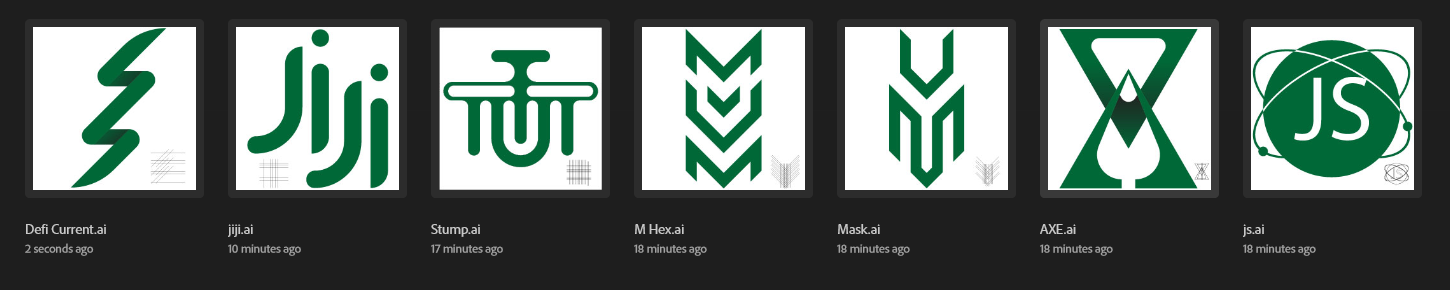 Jiji
JS
Defi Current.ai
2 seconds ago
jiji.ai
10 minutes ago
Stump.ai
17 minutes ago
M Hex.ai
18 minutes ago
Mask.ai
18 minutes ago
AXE.ai
18 minutes ago
js.ai
18 minutes ago